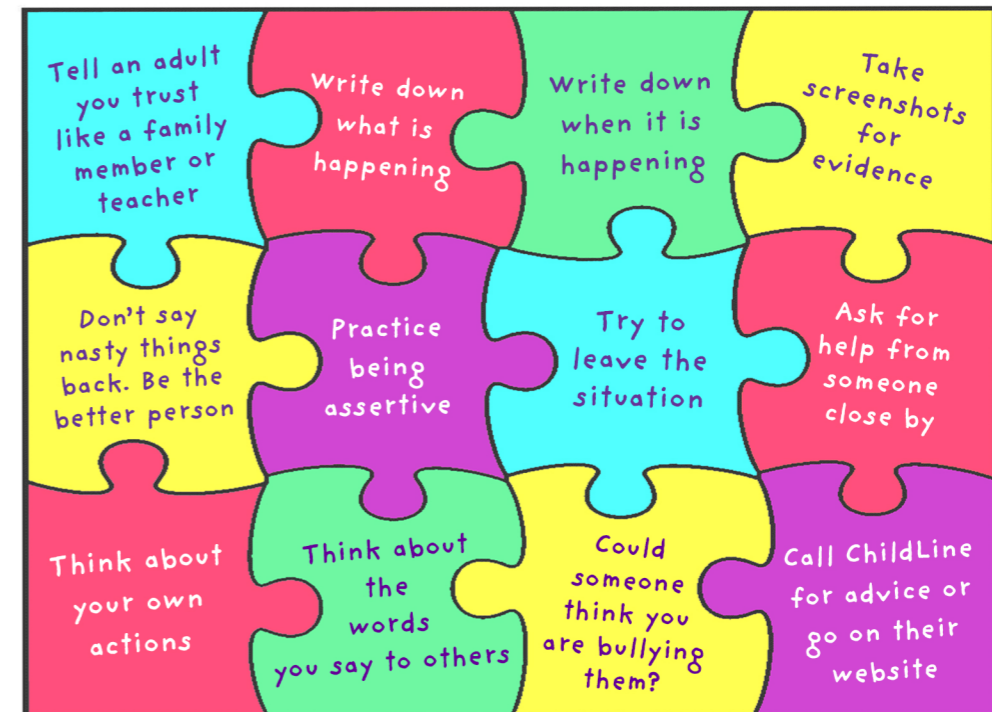 Tell an adult
you trust
like a family
member or
teacher
Write down
what is
happening
Write down
when it is
happening
Take
screenshots
for
evidence
Don't say
nasty things
back. Be the
better person
Practice
being
assertive
Try to
leave the
situation
Ask for
help from
someone
close by
Think about
your own
actions
Think about
the
words
you say to others
Could
someone
think you
are bullying
them?
Call ChildLine
for advice or
go on their
website